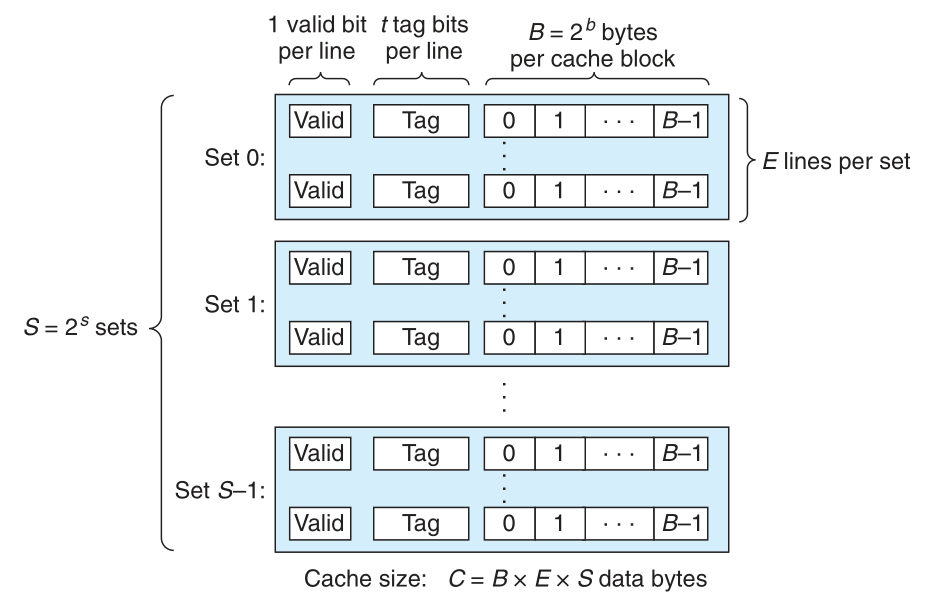 1 valid bit per line
t tag bits per line
B = 2^b bytes per cache block
Valid Tag 0 1 · · · B–1
Set 0:
E lines per set
Valid Tag 0 1 · · · B–1
Valid Tag 0 1 · · · B–1
Set 1:
Valid Tag 0 1 · · · B–1
S = 2^s sets
Valid Tag 0 1 · · · B–1
Set S–1:
Valid Tag 0 1 · · · B–1
Cache size: C = B × E × S data bytes